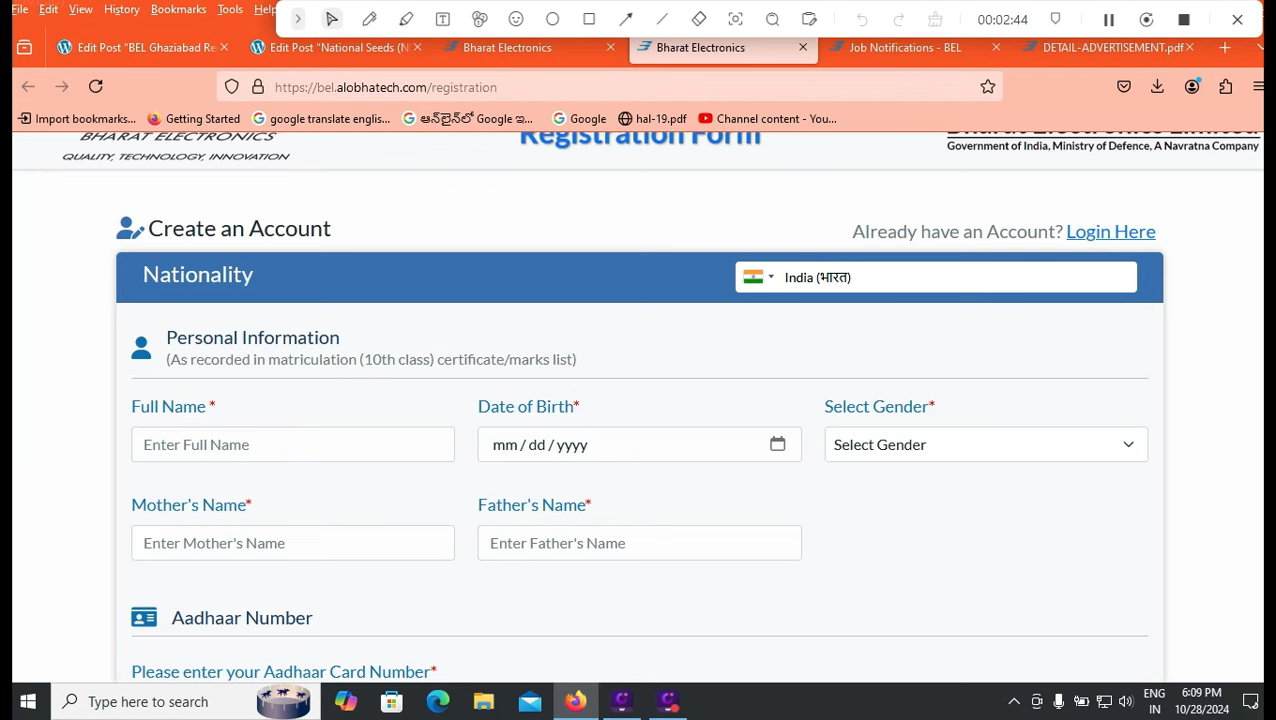 File Edit View History Bookmarks Tools Help
00:02:44
Edit Post "BEL Ghaziabad Re
Edit Post "National Seeds (N
Bharat Electronics
Bharat Electronics
Job Notifications - BEL
DETAIL-ADVERTISEMENT.pdf
https://bel.alobhatech.com/registration
Import bookmarks...
Getting Started
google translate englis...
ఆన్‌లైన్‌లో Google ఇ...
Google
hal-19.pdf
Channel content - You...
BHARAT ELECTRONICS
QUALITY, TECHNOLOGY, INNOVATION
Registration Form
Bharat Electronics Limited
Government of India, Ministry of Defence, A Navratna Company
Create an Account
Already have an Account? Login Here
Nationality
India (भारत)
Personal Information
(As recorded in matriculation (10th class) certificate/marks list)
Full Name *
Date of Birth*
Select Gender*
Enter Full Name
mm / dd / yyyy
Select Gender
Mother's Name*
Father's Name*
Enter Mother's Name
Enter Father's Name
Aadhaar Number
Please enter your Aadhaar Card Number*
Type here to search
ENG
IN
6:09 PM
10/28/2024